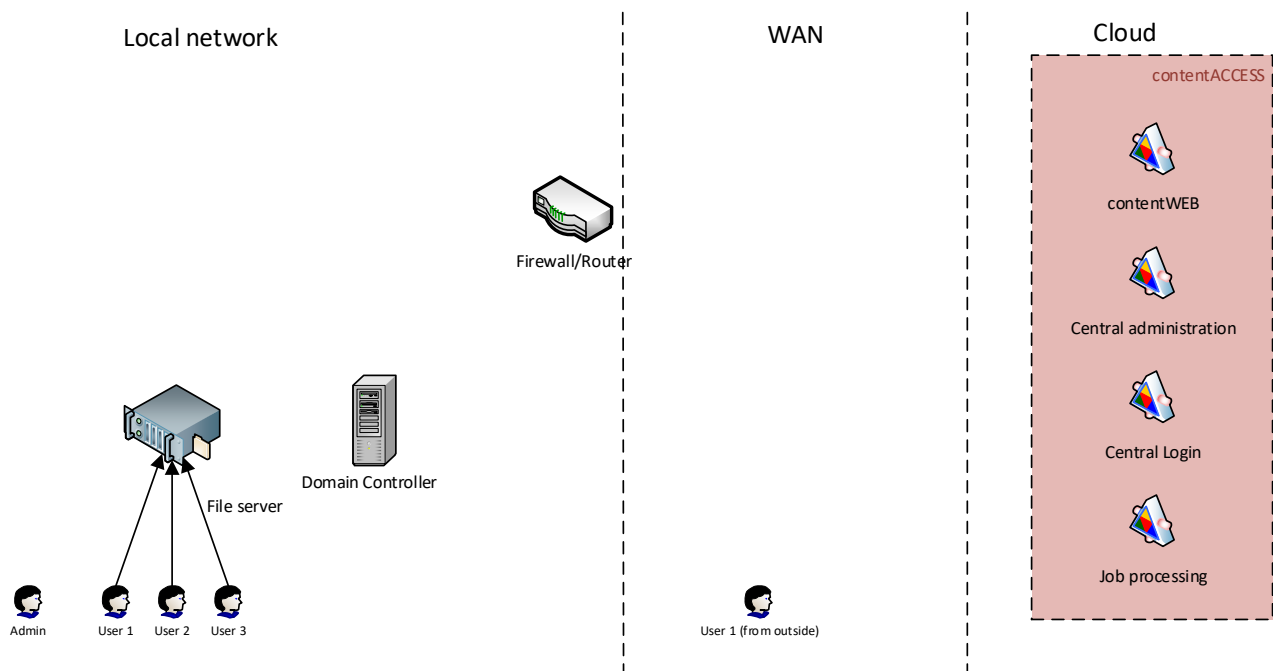 Local network
WAN
Cloud
contentACCESS
contentWEB
Firewall/Router
Central administration
Central Login
Domain Controller
File server
Job processing
Admin
User 1
User 2
User 3
User 1 (from outside)